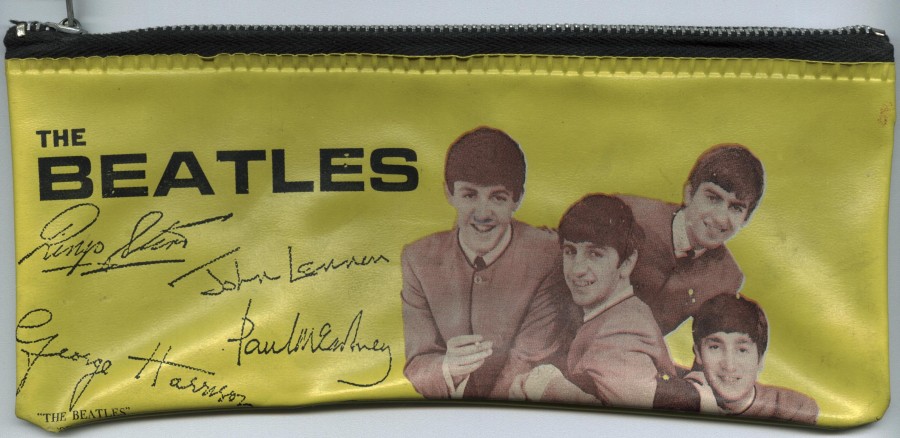 THE
BEATLES
Ringo Starr
John Lennon
Paul McCartney
George Harrison
"THE BEATLES"